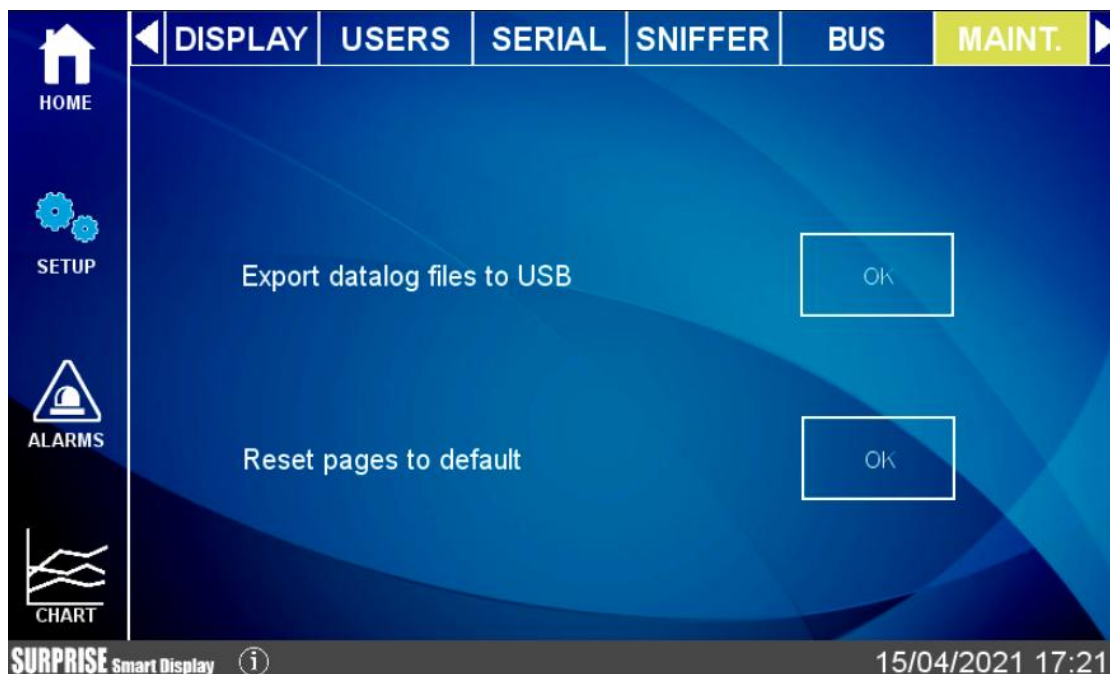 DISPLAY USERS SERIAL SNIFFER BUS MAINT.
HOME
SETUP
Export datalog files to USB OK
ALARMS
Reset pages to default OK
CHART
SURPRISE Smart Display i 15/04/2021 17:21